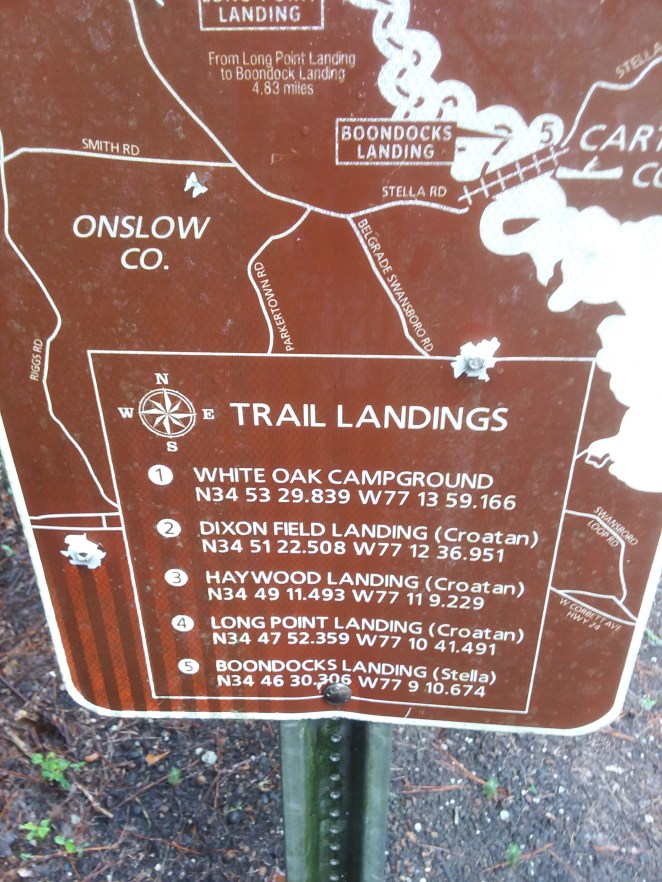 LANDING
From Long Point Landing
to Boondock Landing
4.83 miles
STELLA
BOONDOCKS
LANDING
5
SMITH RD
STELLA RD
ONSLOW
CO.
PARKERTOWN RD
BELGRADE SWANSBORO RD
RIGGS RD
N
W E
S
TRAIL LANDINGS
1 WHITE OAK CAMPGROUND
N34 53 29.839 W77 13 59.166
2 DIXON FIELD LANDING (Croatan)
N34 51 22.508 W77 12 36.951
3 HAYWOOD LANDING (Croatan)
N34 49 11.493 W77 11 9.229
4 LONG POINT LANDING (Croatan)
N34 47 52.359 W77 10 41.491
5 BOONDOCKS LANDING (Stella)
N34 46 30.306 W77 9 10.674
SWANSBORO
LOOP RD
W CORBETT AVE
HWY 24